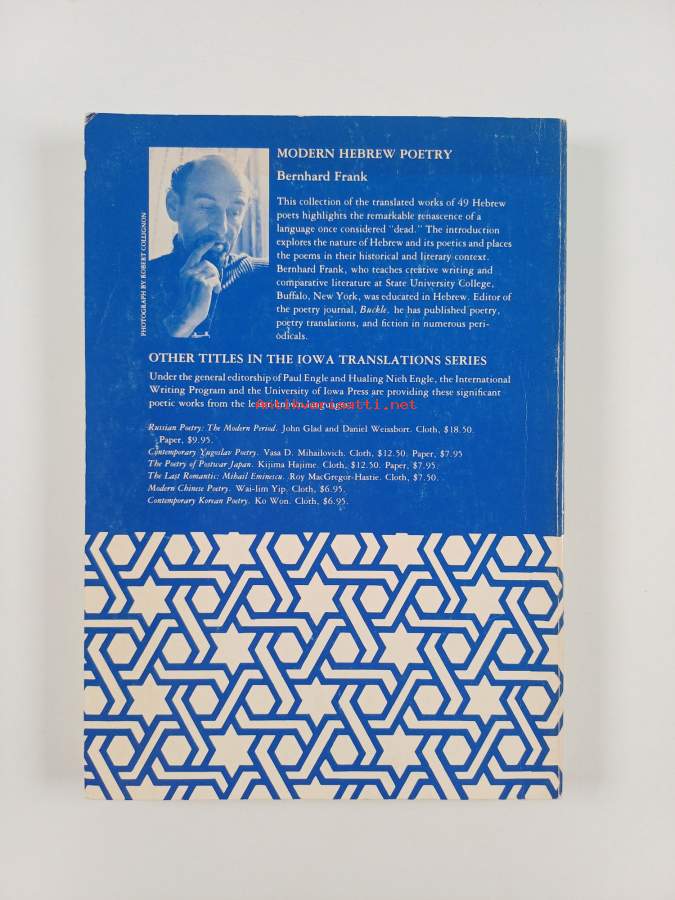 MODERN HEBREW POETRY
Bernhard Frank
This collection of the translated works of 49 Hebrew
poets highlights the remarkable renascence of a
language once considered "dead." The introduction
explores the nature of Hebrew and its poetics and places
the poems in their historical and literary context.
Bernhard Frank, who teaches creative writing and
comparative literature at State University College,
Buffalo, New York, was educated in Hebrew. Editor of
the poetry journal, Buckle, he has published poetry,
poetry translations, and fiction in numerous peri-
odicals.
PHOTOGRAPH BY ROBERT COLLIGNON
OTHER TITLES IN THE IOWA TRANSLATIONS SERIES
Under the general editorship of Paul Engle and Hualing Nieh Engle, the International
Writing Program and the University of Iowa Press are providing these significant
poetic works from the lesser known languages.
antikvariaatti.net
Russian Poetry: The Modern Period. John Glad and Daniel Weissbort. Cloth, $18.50.
Paper, $9.95.
Contemporary Yugoslav Poetry. Vasa D. Mihailovich. Cloth, $12.50. Paper, $7.95
The Poetry of Postwar Japan. Kijima Hajime. Cloth, $12.50. Paper, $7.95.
The Last Romantic: Mihail Eminescu. Roy MacGregor-Hastie. Cloth, $7.50.
Modern Chinese Poetry. Wai-lim Yip. Cloth, $6.95.
Contemporary Korean Poetry. Ko Won. Cloth, $6.95.